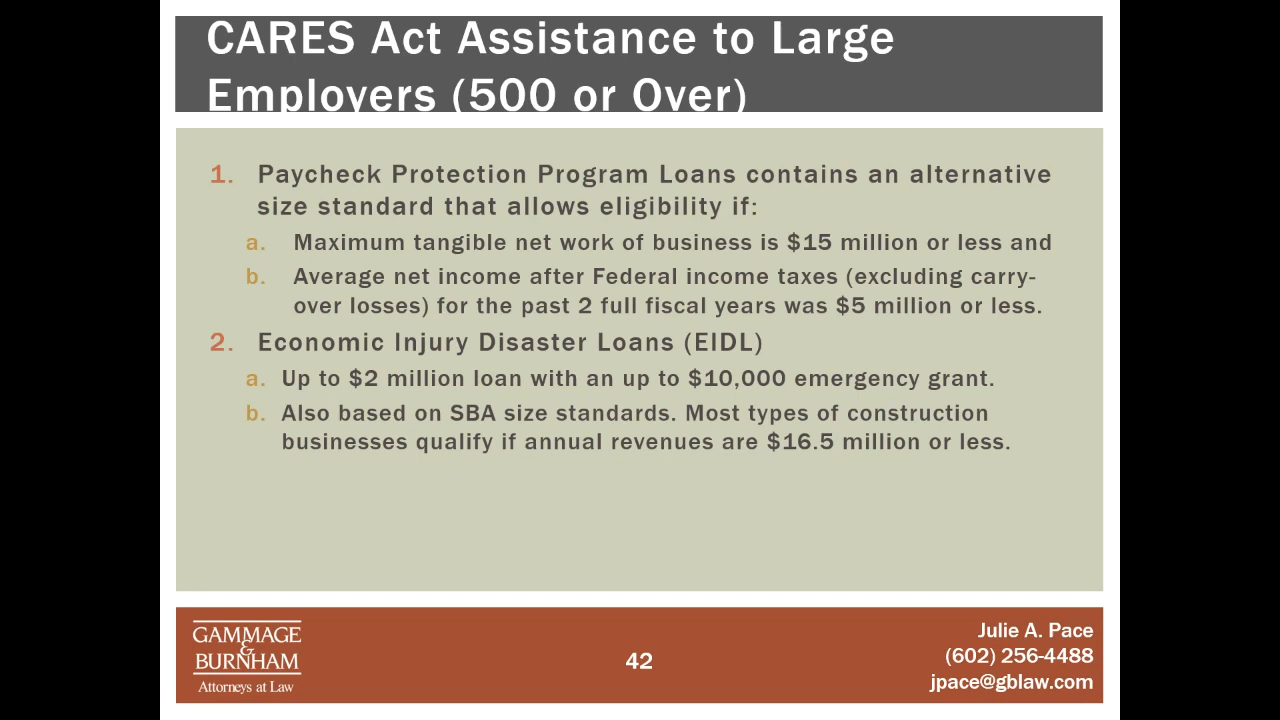 CARES Act Assistance to Large
Employers (500 or Over)
1. Paycheck Protection Program Loans contains an alternative
size standard that allows eligibility if:
a. Maximum tangible net work of business is $15 million or less and
b. Average net income after Federal income taxes (excluding carry-
over losses) for the past 2 full fiscal years was $5 million or less.
2. Economic Injury Disaster Loans (EIDL)
a. Up to $2 million loan with an up to $10,000 emergency grant.
b. Also based on SBA size standards. Most types of construction
businesses qualify if annual revenues are $16.5 million or less.
GAMMAGE
&
BURNHAM
Attorneys at Law
42
Julie A. Pace
(602) 256-4488
jpace@gblaw.com